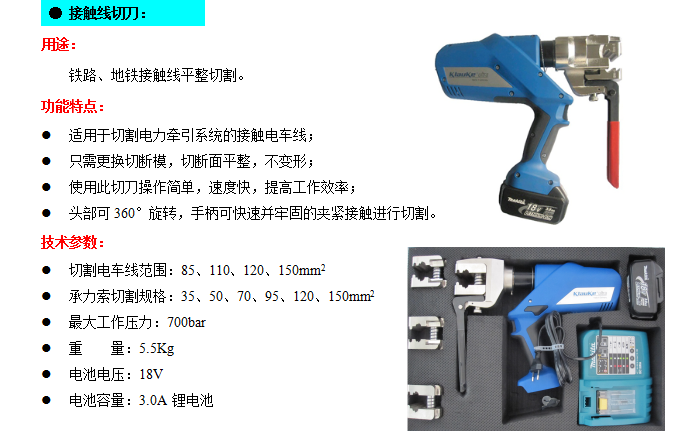 ● 接触线切刀：
用途：
铁路、地铁接触线平整切割。
功能特点：
● 适用于切割电力牵引系统的接触电车线；
● 只需更换切断模，切断面平整，不变形；
● 使用此切刀操作简单，速度快，提高工作效率；
● 头部可 360°旋转，手柄可快速并牢固的夹紧接触进行切割。
技术参数：
● 切割电车线范围：85、110、120、150mm²
● 承力索切割规格：35、50、70、95、120、150mm²
● 最大工作压力：700bar
● 重 量：5.5Kg
● 电池电压：18V
● 电池容量：3.0A 锂电池
Klauke
makita
18V
Klauke
makita